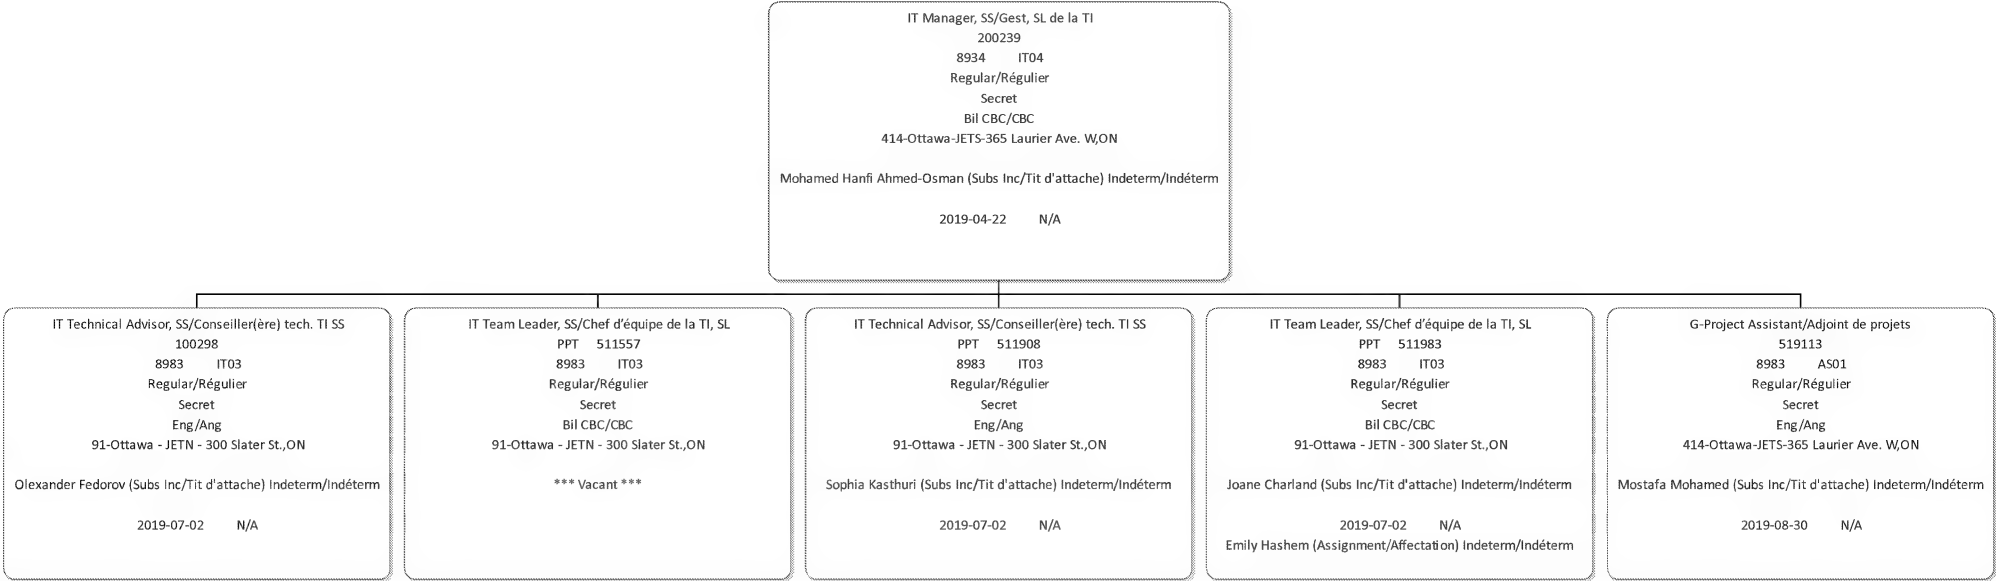 IT Manager, SS/Gest, SL de la TI
200239
8934 IT04
Regular/Régulier
Secret
Bil CBC/CBC
414-Ottawa-JETS-365 Laurier Ave. W,ON
Mohamed Hanfi Ahmed-Osman (Subs Inc/Tit d'attache) Indeterm/Indéterm
2019-04-22 N/A
IT Technical Advisor, SS/Conseiller(ère) tech. TI SS
100298
8983 IT03
Regular/Régulier
Secret
Eng/Ang
91-Ottawa - JETN - 300 Slater St.,ON
Olexander Fedorov (Subs Inc/Tit d'attache) Indeterm/Indéterm
2019-07-02 N/A
IT Team Leader, SS/Chef d’équipe de la TI, SL
PPT 511557
8983 IT03
Regular/Régulier
Secret
Bil CBC/CBC
91-Ottawa - JETN - 300 Slater St.,ON
*** Vacant ***
IT Technical Advisor, SS/Conseiller(ère) tech. TI SS
PPT 511908
8983 IT03
Regular/Régulier
Secret
Eng/Ang
91-Ottawa - JETN - 300 Slater St.,ON
Sophia Kasthuri (Subs Inc/Tit d'attache) Indeterm/Indéterm
2019-07-02 N/A
IT Team Leader, SS/Chef d’équipe de la TI, SL
PPT 511983
8983 IT03
Regular/Régulier
Secret
Bil CBC/CBC
91-Ottawa - JETN - 300 Slater St.,ON
Joane Charland (Subs Inc/Tit d'attache) Indeterm/Indéterm
2019-07-02 N/A
Emily Hashem (Assignment/Affectation) Indeterm/Indéterm
G-Project Assistant/Adjoint de projets
519113
8983 AS01
Regular/Régulier
Secret
Eng/Ang
414-Ottawa-JETS-365 Laurier Ave. W,ON
Mostafa Mohamed (Subs Inc/Tit d'attache) Indeterm/Indéterm
2019-08-30 N/A